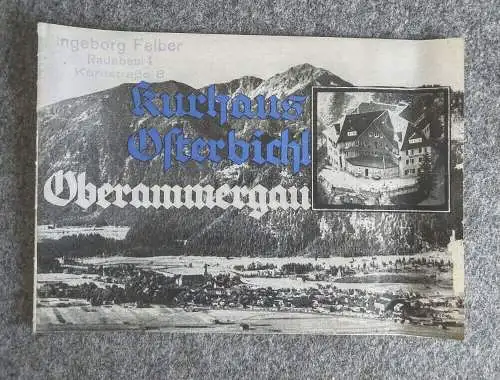 Ingeborg Felber
Radebeul 1
Karlstraße 8
Kurhaus
Osterbichl
Oberammergau